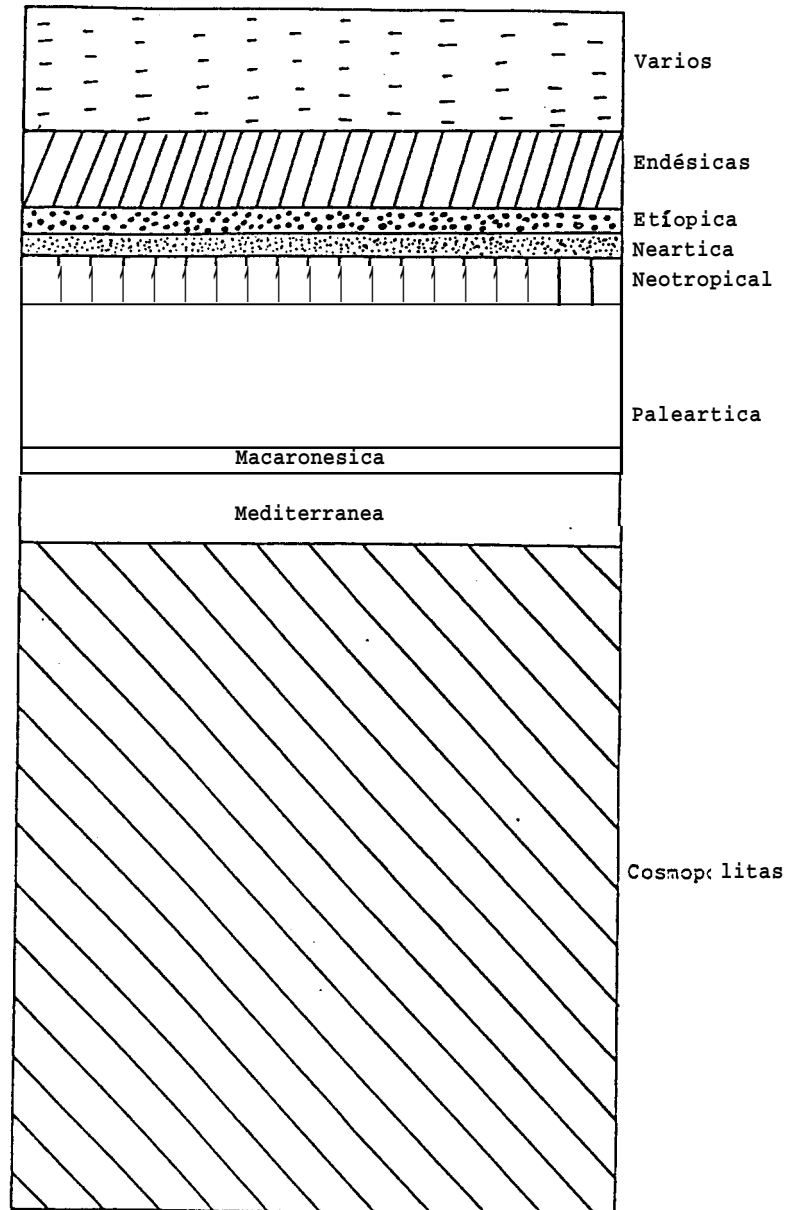 Varios
Endésicas
Etíopica
Neartica
Neotropical
Paleartica
Macaronesica
Mediterranea
Cosmopolitas